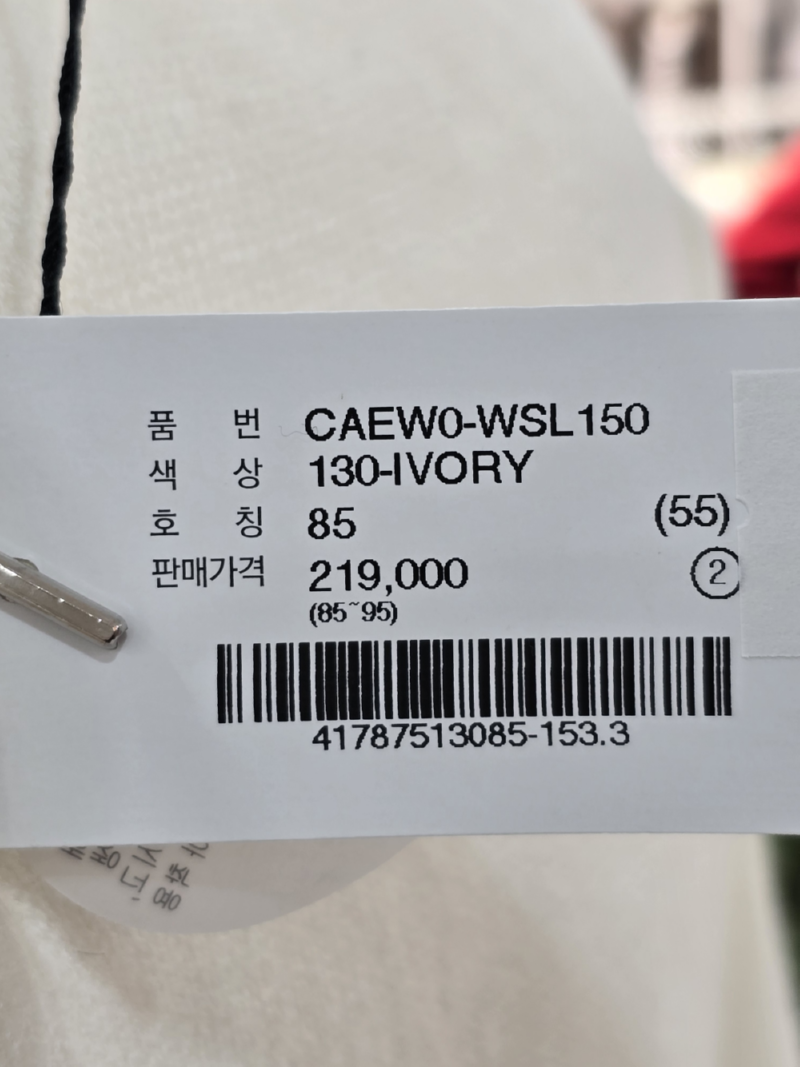 품 번 CAEW0-WSL150
색 상 130-IVORY
호 칭 85 (55)
판매가격 219,000 ②
(85~95)
41787513085-153.3